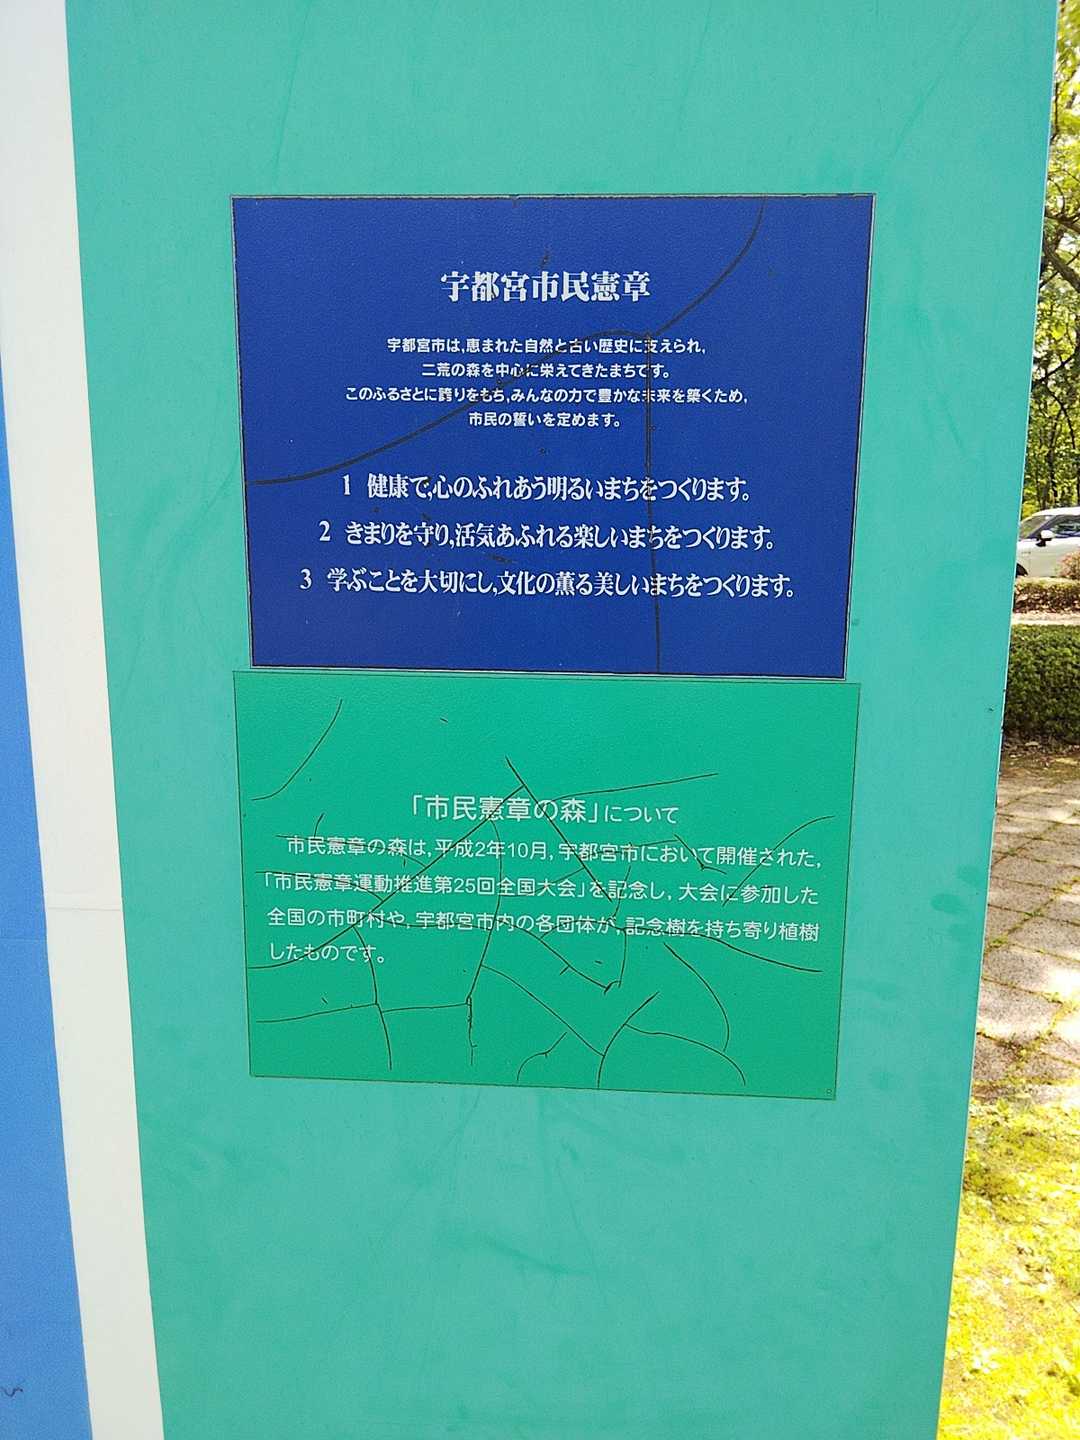 宇都宮市民憲章
宇都宮市は,恵まれた自然と古い歴史に支えられ,
二荒の森を中心に栄えてきたまちです。
このふるさとに誇りをもち,みんなの力で豊かな未来を築くため,
市民の誓いを定めます。
1 健康で,心のふれあう明るいまちをつくります。
2 きまりを守り,活気あふれる楽しいまちをつくります。
3 学ぶことを大切にし,文化の薫る美しいまちをつくります。
「市民憲章の森」について
市民憲章の森は,平成2年10月,宇都宮市において開催された,
「市民憲章運動推進第25回全国大会」を記念し,大会に参加した
全国の市町村や,宇都宮市内の各団体が,記念樹を持ち寄り植樹
したものです。